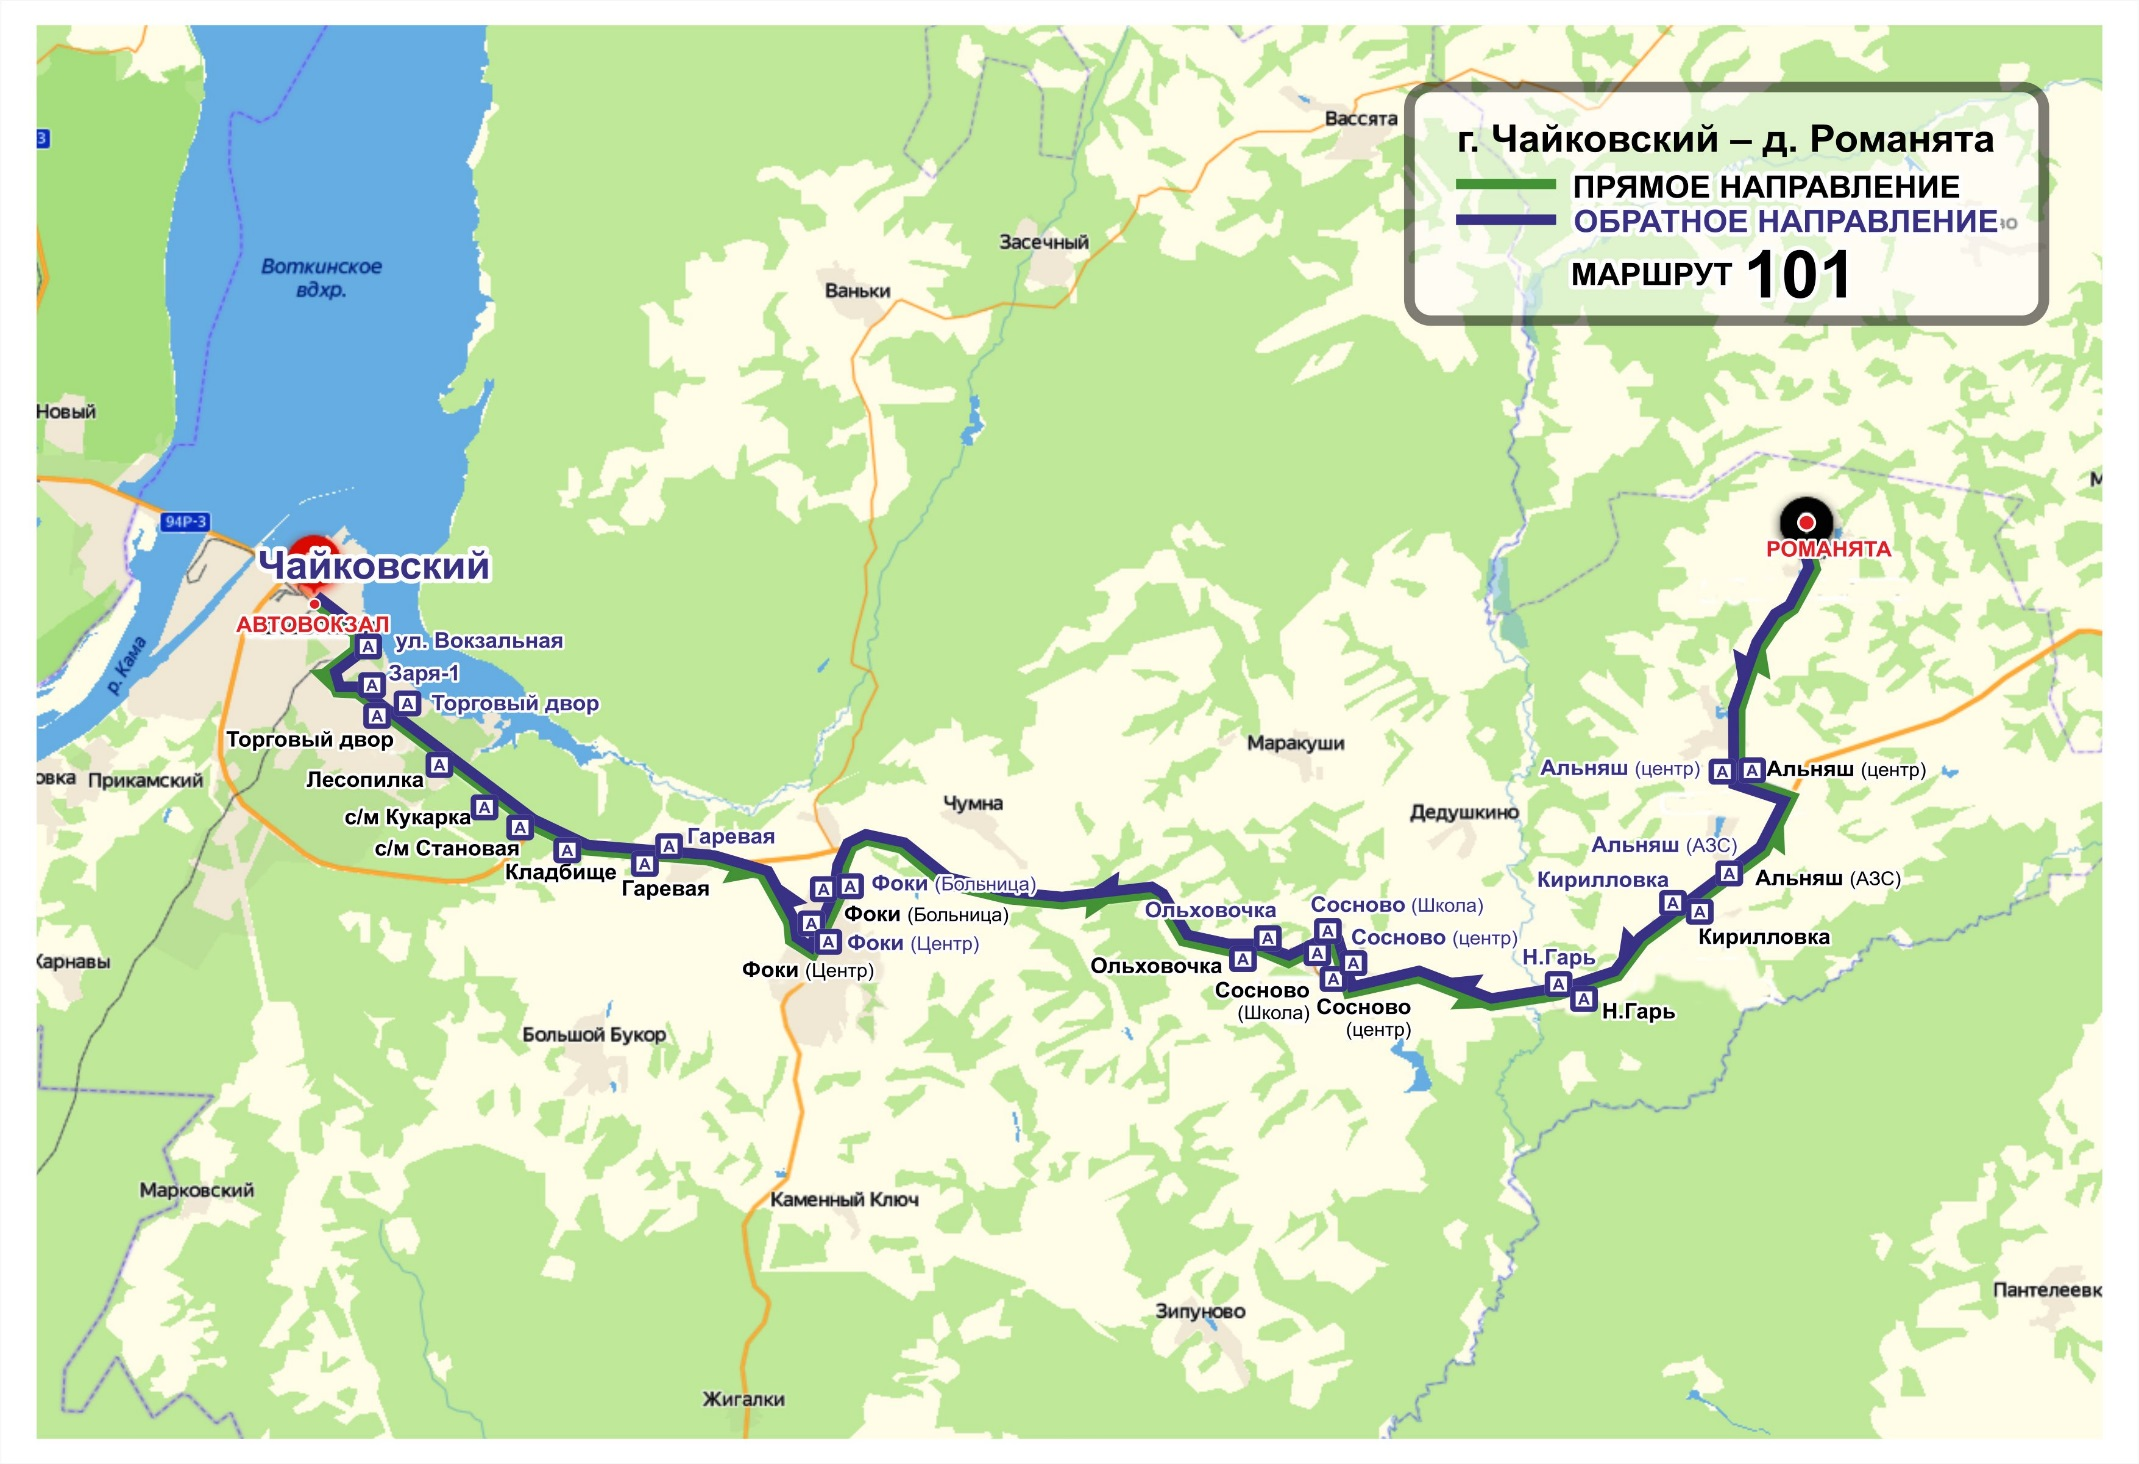 Вассята
г. Чайковский – д. Романята
ПРЯМОЕ НАПРАВЛЕНИЕ
ОБРАТНОЕ НАПРАВЛЕНИЕ
МАРШРУТ 101
3
Засечный
Воткинское
вдхр.
Ваньки
Новый
94Р-3
Чайковский
РОМАНЯТА
АВТОВОКЗАЛ
р. Кама
А ул. Вокзальная
А Заря-1
А Торговый двор
А
Торговый двор
Маракуши
А
Лесопилка
овка
Прикамский
Альняш (центр) А
А Альняш (центр)
Чумна
Дедушкино
с/м Кукарка А
с/м Становая А
Кладбище А
А Гаревая
А
Гаревая
Альняш (АЗС)
А Альняш (АЗС)
Кирилловка
А
А
Кирилловка
А А Фоки (Больница)
Фоки (Больница)
А
А Фоки (Центр)
Фоки (Центр)
Ольховочка
А
А
Ольховочка
Сосново (Школа)
А
А
Сосново (центр)
А
А
Сосново
(Школа)
Сосново
(центр)
Н.Гарь
А
А
Н.Гарь
Карнавы
Большой Букор
Марковский
Каменный Ключ
Пантелеевк
Зипуново
Жигалки